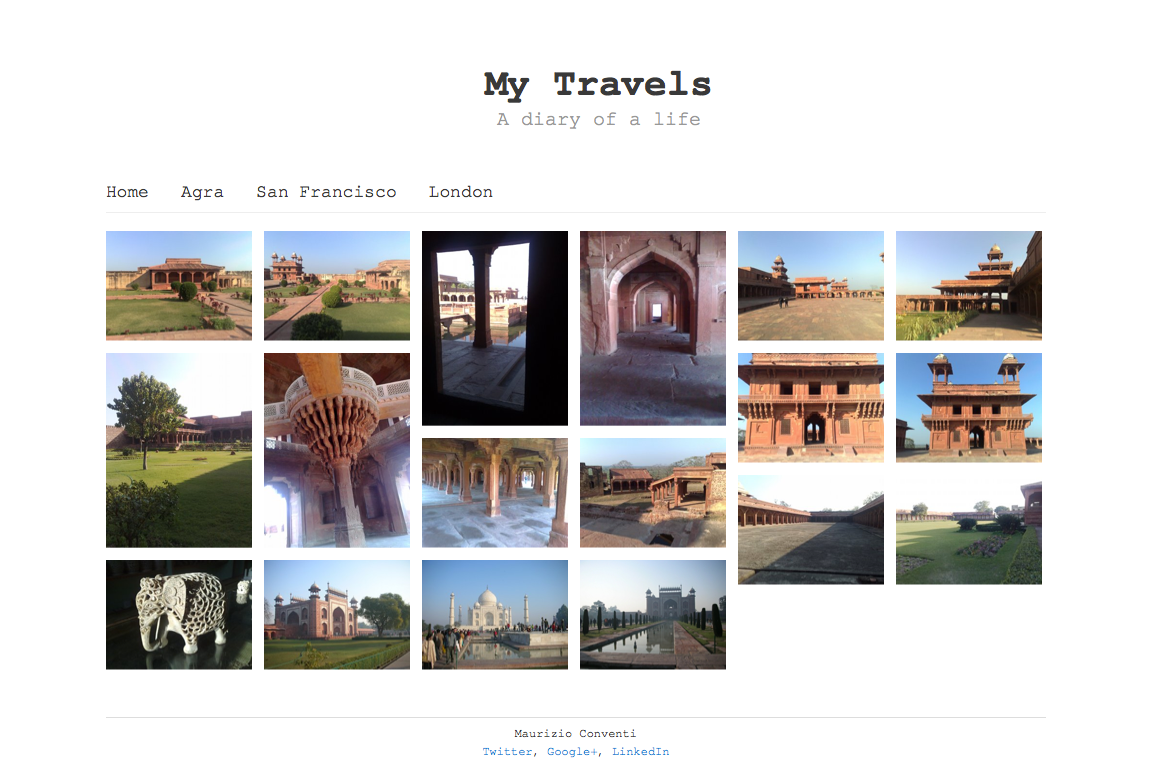 My Travels
A diary of a life
Home Agra San Francisco London
Maurizio Conventi
Twitter, Google+, LinkedIn